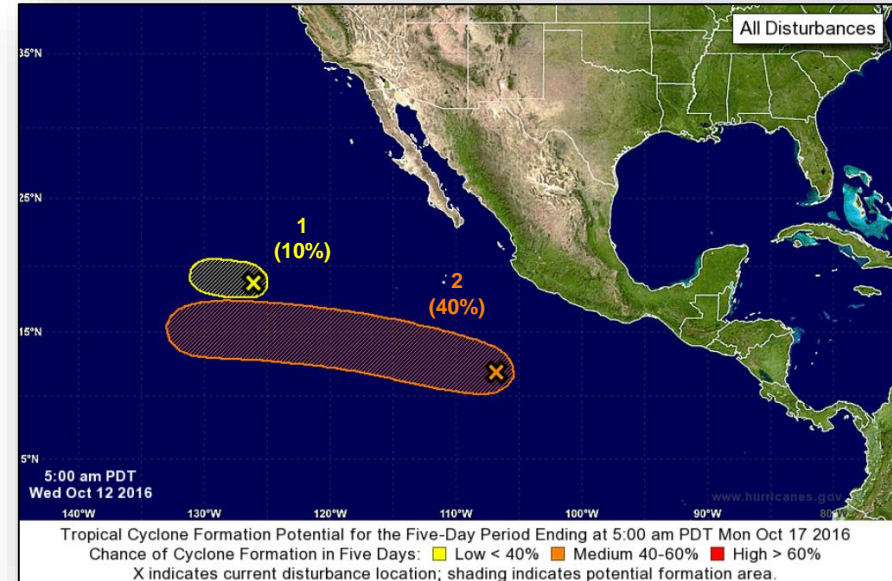 All Disturbances
35°N
25°N
1
(10%)
2
(40%)
15°N
5°N
5:00 am PDT
Wed Oct 12 2016
www.hurricanes.gov
140°W 130°W 120°W 110°W 100°W 90°W 80°W
Tropical Cyclone Formation Potential for the Five-Day Period Ending at 5:00 am PDT Mon Oct 17 2016
Chance of Cyclone Formation in Five Days: Low < 40% Medium 40-60% High > 60%
X indicates current disturbance location; shading indicates potential formation area.